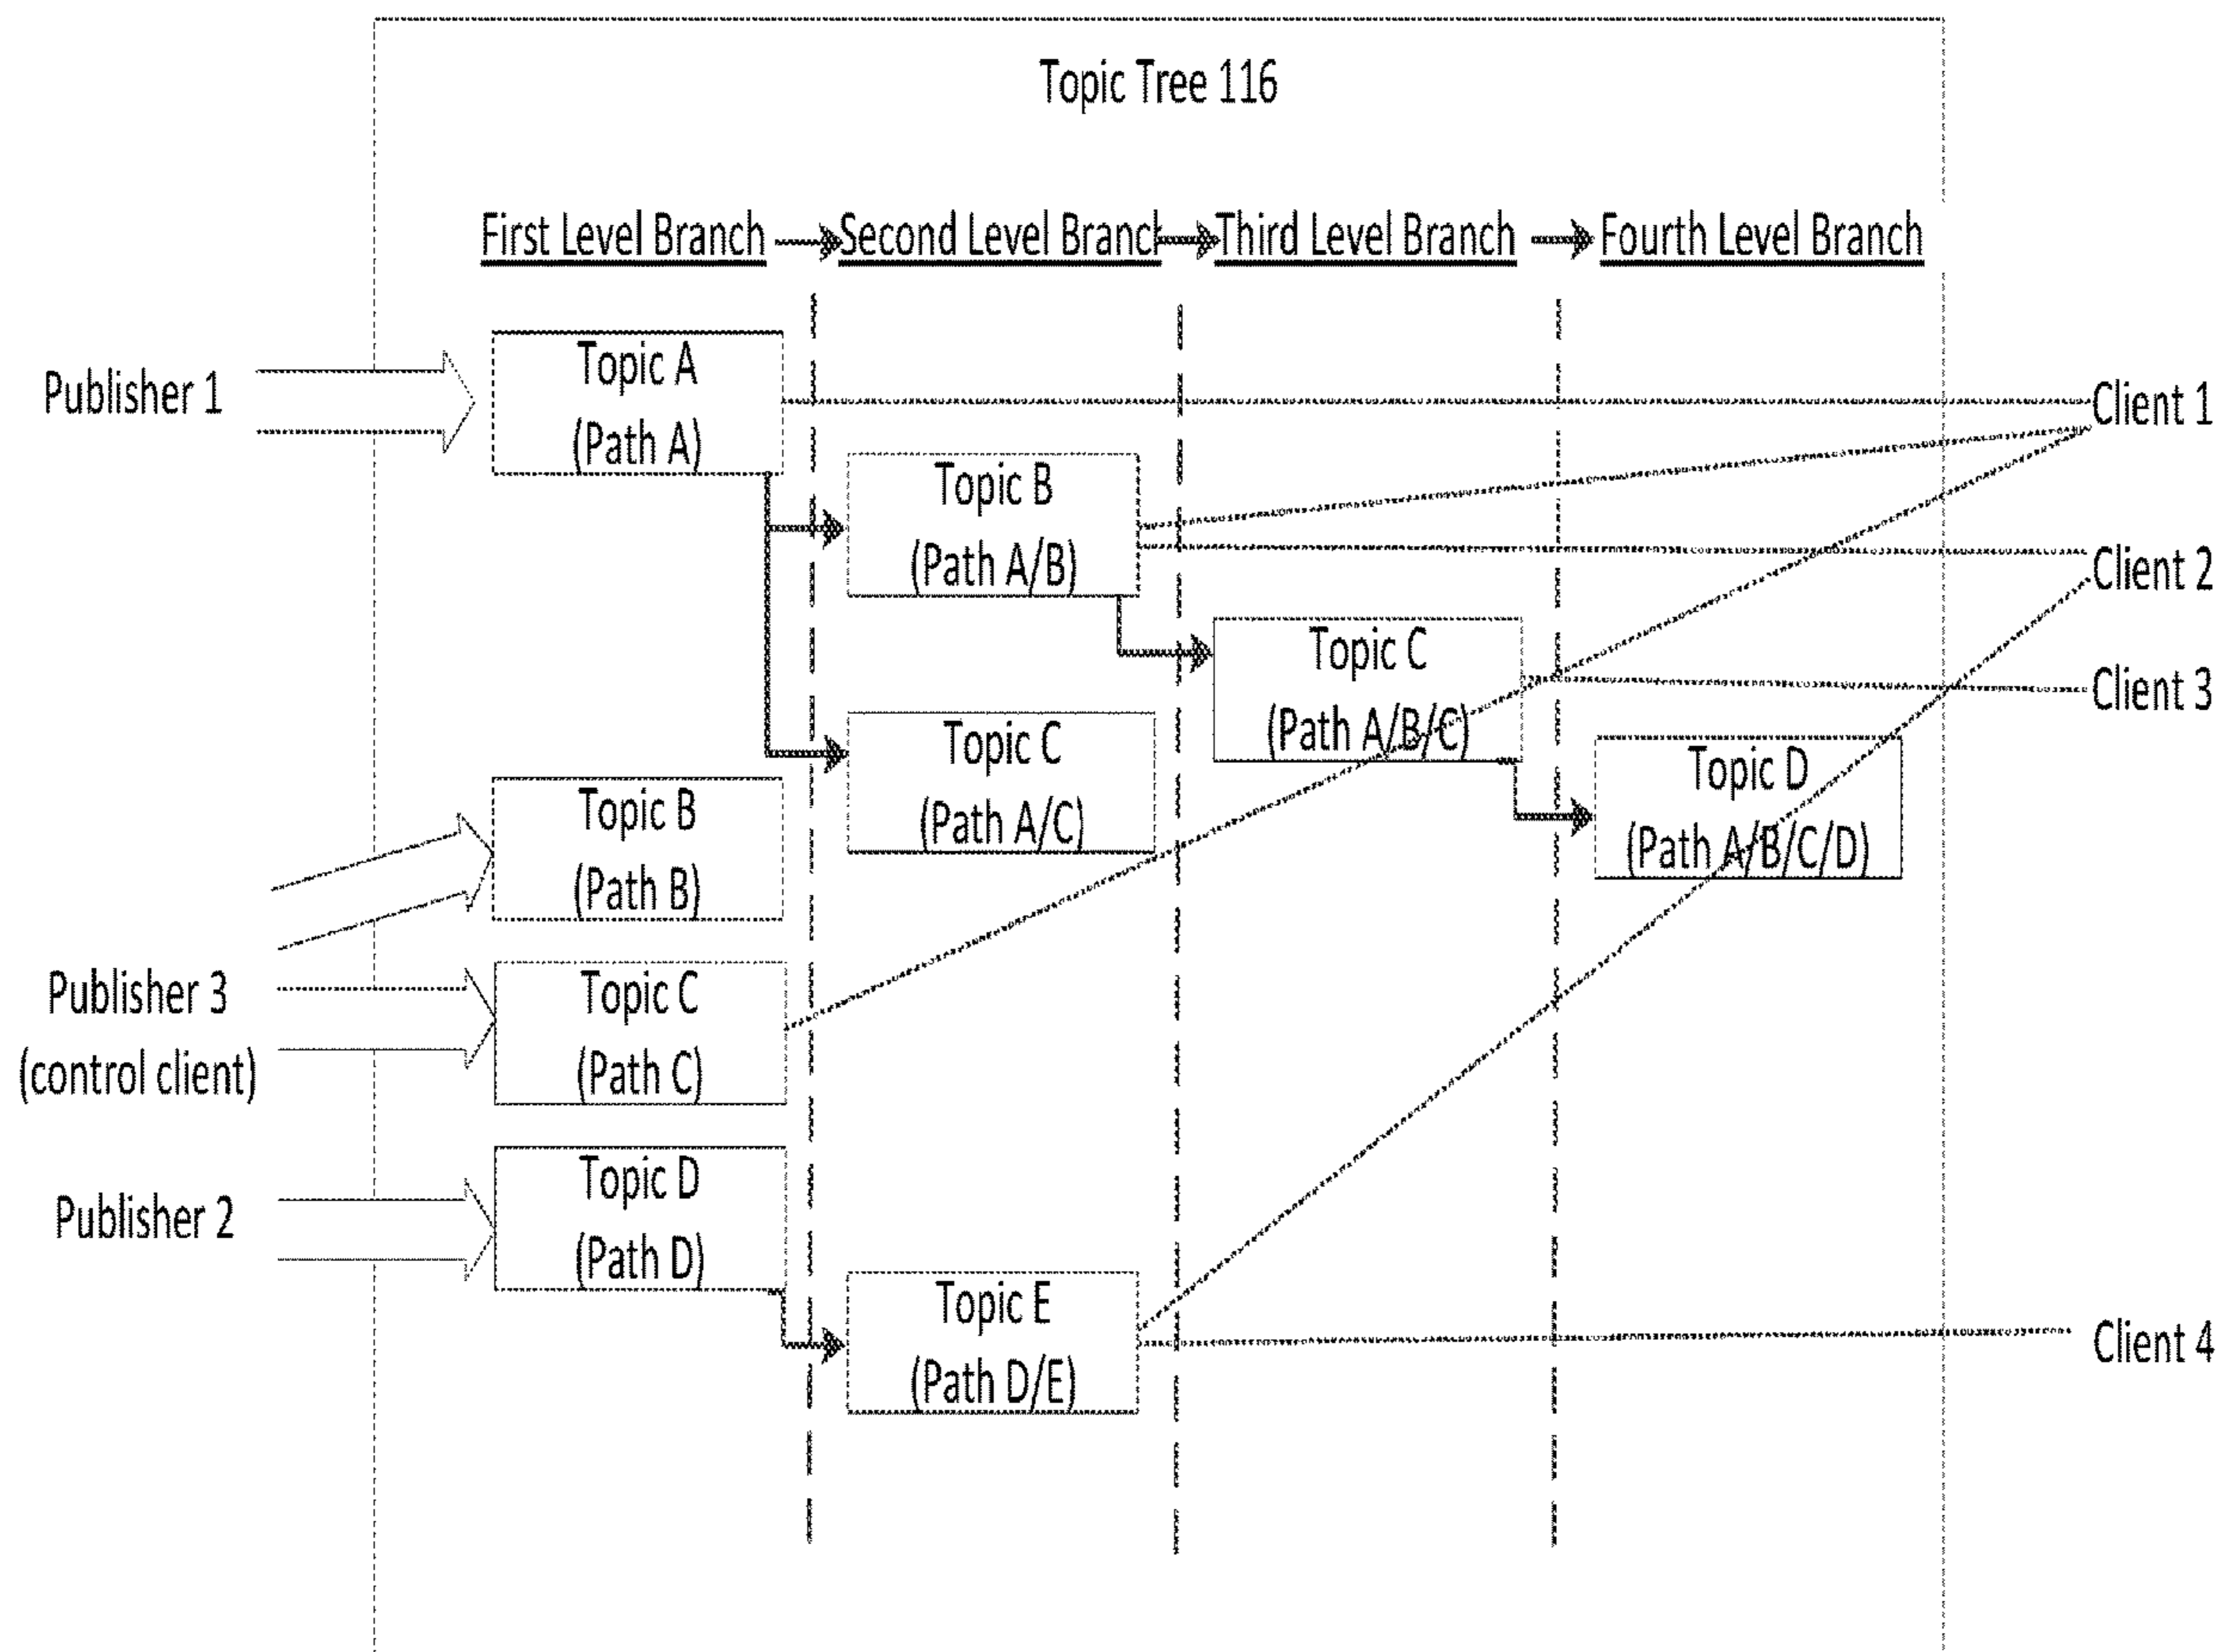 Topic Tree 116
First Level Branch
Second Level Branch
Third Level Branch
Fourth Level Branch
Publisher 1
Topic A
(Path A)
Client 1
Topic B
(Path A/B)
Client 2
Topic C
(Path A/B/C)
Client 3
Topic C
(Path A/C)
Topic D
(Path A/B/C/D)
Topic B
(Path B)
Publisher 3
(control client)
Topic C
(Path C)
Publisher 2
Topic D
(Path D)
Topic E
(Path D/E)
Client 4